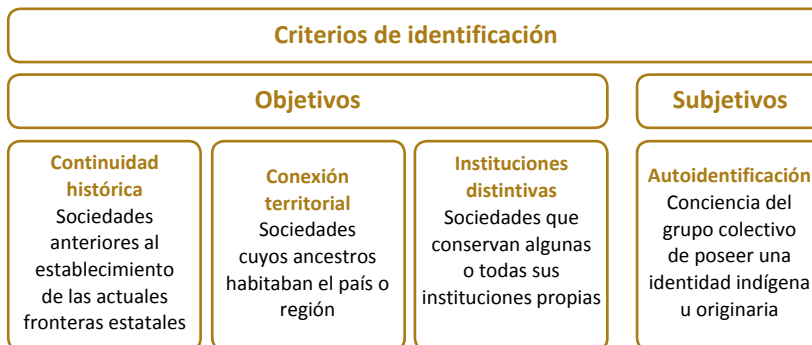 Criterios de identificación
Objetivos
Subjetivos
Continuidad
histórica
Sociedades
anteriores al
establecimiento
de las actuales
fronteras estatales
Conexión
territorial
Sociedades
cuyos ancestros
habitaban el país o
región
Instituciones
distintivas
Sociedades que
conservan algunas
o todas sus
instituciones propias
Autoidentificación
Conciencia del
grupo colectivo
de poseer una
identidad indígena
u originaria